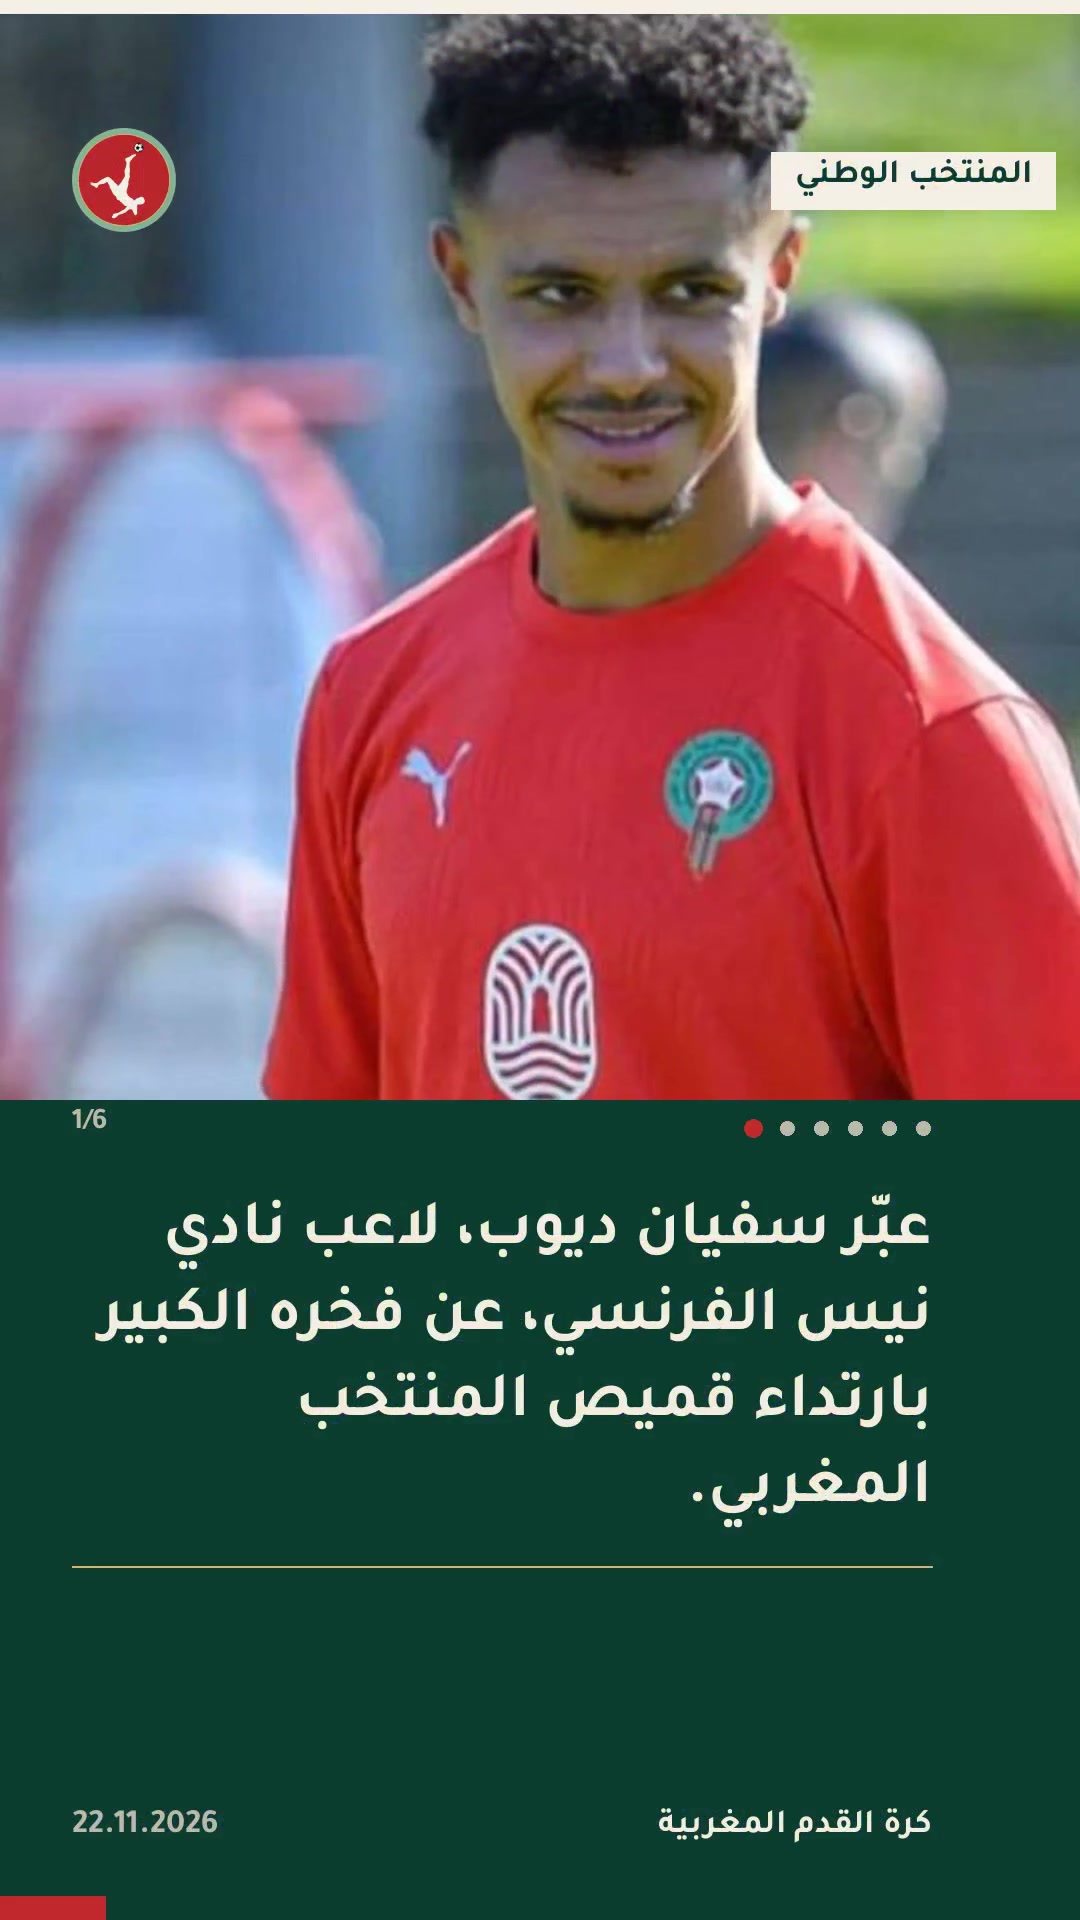 المنتخب الوطني
1/6
عبّر سفيان ديوب، لاعب نادي
نيس الفرنسي، عن فخره الكبير
بارتداء قميص المنتخب
المغربي.
كرة القدم المغربية
22.11.2026